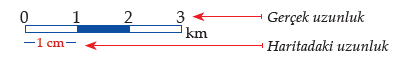 0 1 2 3 Gerçek uzunluk
km
1 cm Haritadaki uzunluk